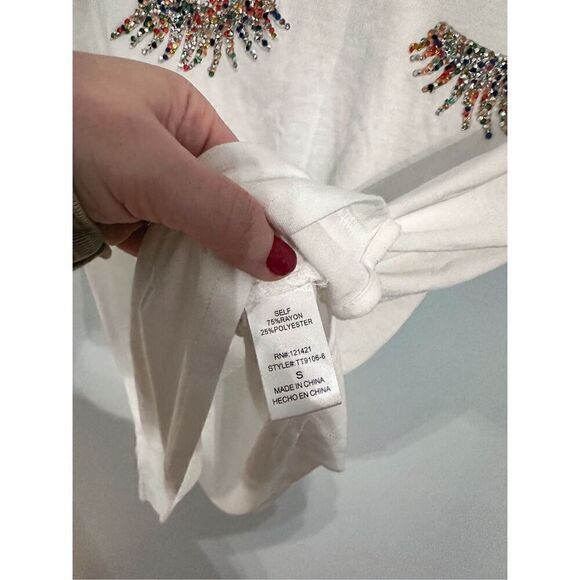 SELF
75%RAYON
25%POLYESTER
RN#:121421
STYLE#:TT9106-6
S
MADE IN CHINA
HECHO EN CHINA